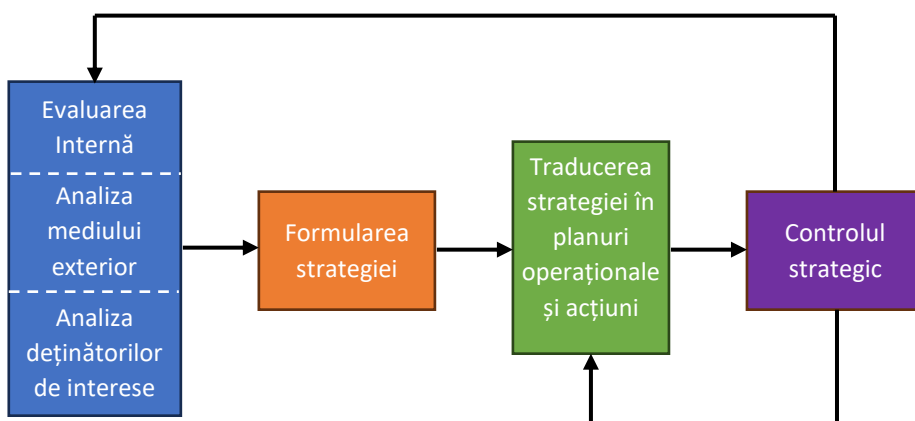 Evaluarea
Internă
Analiza
mediului
exterior
Analiza
deținătorilor
de interese
Formularea
strategiei
Traducerea
strategiei în
planuri
operaționale
și acțiuni
Controlul
strategic